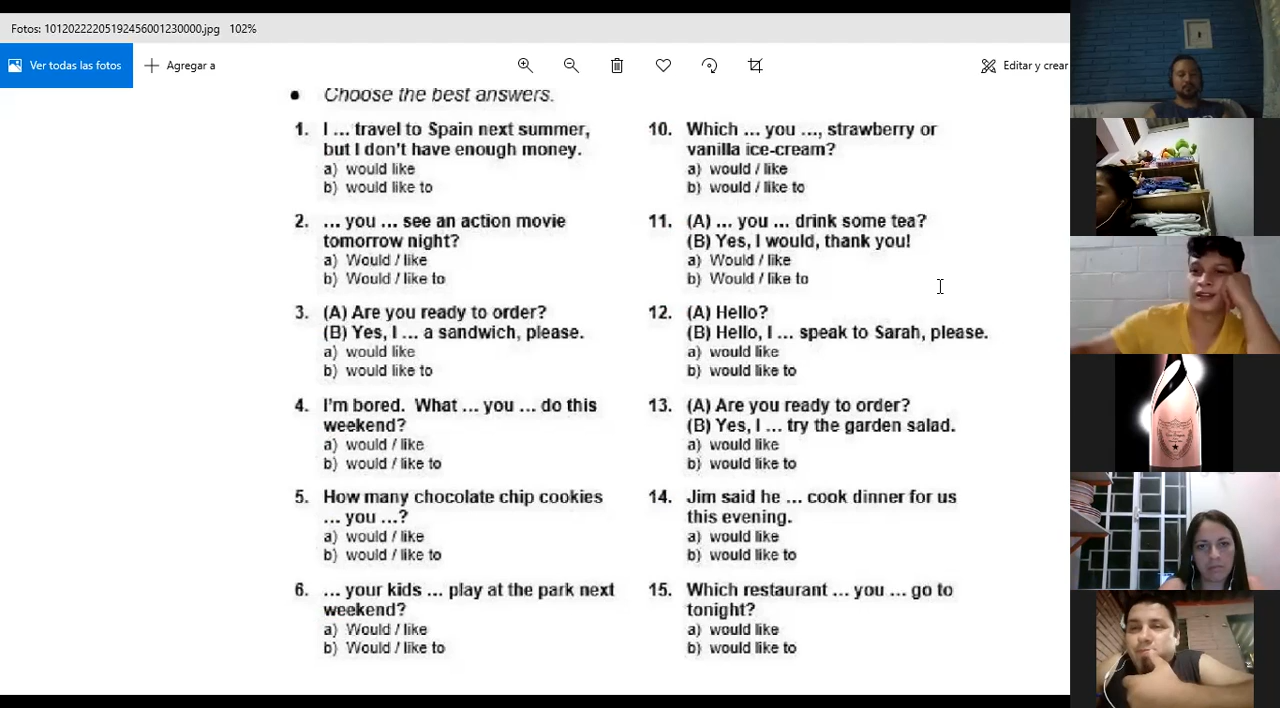 Fotos: 10120222205192456001230000.jpg 102%
Ver todas las fotos
Agregar a
Editar y crear
• Choose the best answers.
1. I ... travel to Spain next summer,
but I don't have enough money.
a) would like
b) would like to
2. ... you ... see an action movie
tomorrow night?
a) Would / like
b) Would / like to
3. (A) Are you ready to order?
(B) Yes, I ... a sandwich, please.
a) would like
b) would like to
4. I'm bored. What ... you ... do this
weekend?
a) would / like
b) would / like to
5. How many chocolate chip cookies
... you ...?
a) would / like
b) would / like to
6. ... your kids ... play at the park next
weekend?
a) Would / like
b) Would / like to
10. Which ... you ..., strawberry or
vanilla ice-cream?
a) would / like
b) would / like to
11. (A) ... you ... drink some tea?
(B) Yes, I would, thank you!
a) Would / like
b) Would / like to
12. (A) Hello?
(B) Hello, I ... speak to Sarah, please.
a) would like
b) would like to
13. (A) Are you ready to order?
(B) Yes, I ... try the garden salad.
a) would like
b) would like to
14. Jim said he ... cook dinner for us
this evening.
a) would like
b) would like to
15. Which restaurant ... you ... go to
tonight?
a) would like
b) would like to